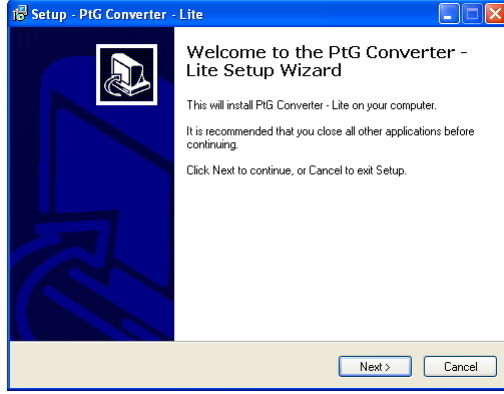 Setup - PtG Converter - Lite
Welcome to the PtG Converter -
Lite Setup Wizard
This will install PtG Converter - Lite on your computer.
It is recommended that you close all other applications before
continuing.
Click Next to continue, or Cancel to exit Setup.
Next >
Cancel